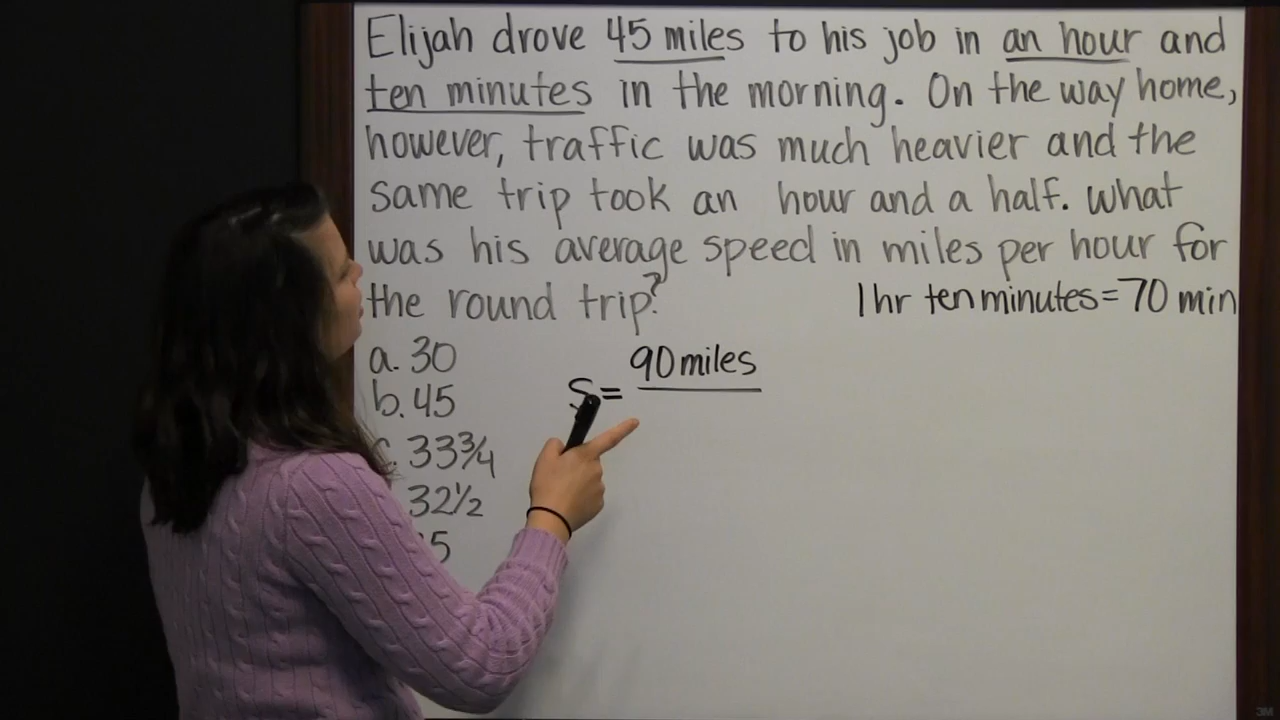 Elijah drove 45 miles to his job in an hour and
ten minutes in the morning. On the way home,
however, traffic was much heavier and the
same trip took an hour and a half. What
was his average speed in miles per hour for
the round trip?
1 hr ten minutes = 70 min
a. 30
b. 45
c. 33¾
32½
5
S =
90 miles
3M